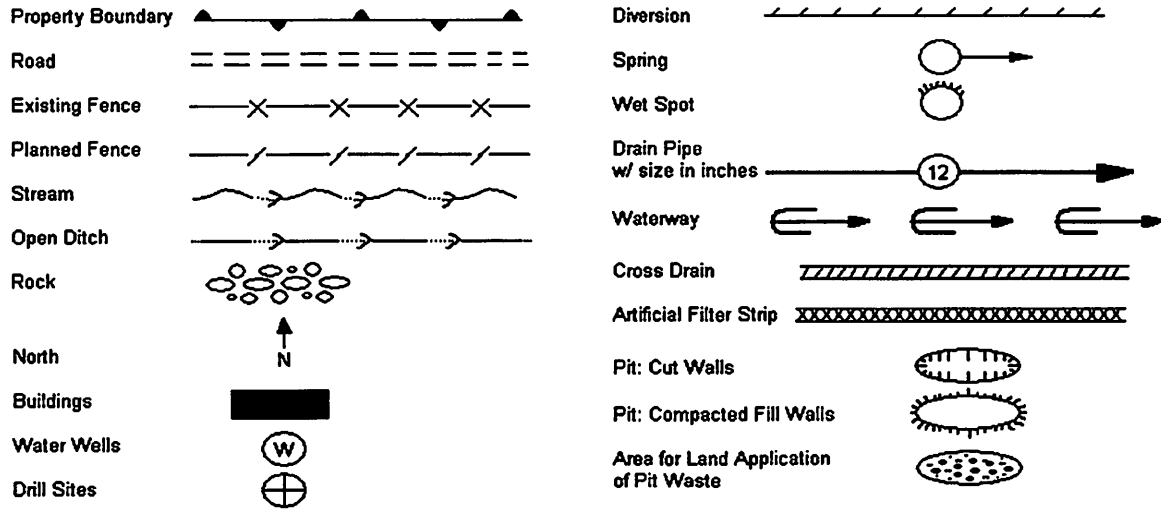 Property Boundary
Road
Existing Fence
Planned Fence
Stream
Open Ditch
Rock
North
N
Buildings
Water Wells
W
Drill Sites
Diversion
Spring
Wet Spot
Drain Pipe
w/ size in inches
12
Waterway
Cross Drain
Artificial Filter Strip
Pit: Cut Walls
Pit: Compacted Fill Walls
Area for Land Application
of Pit Waste